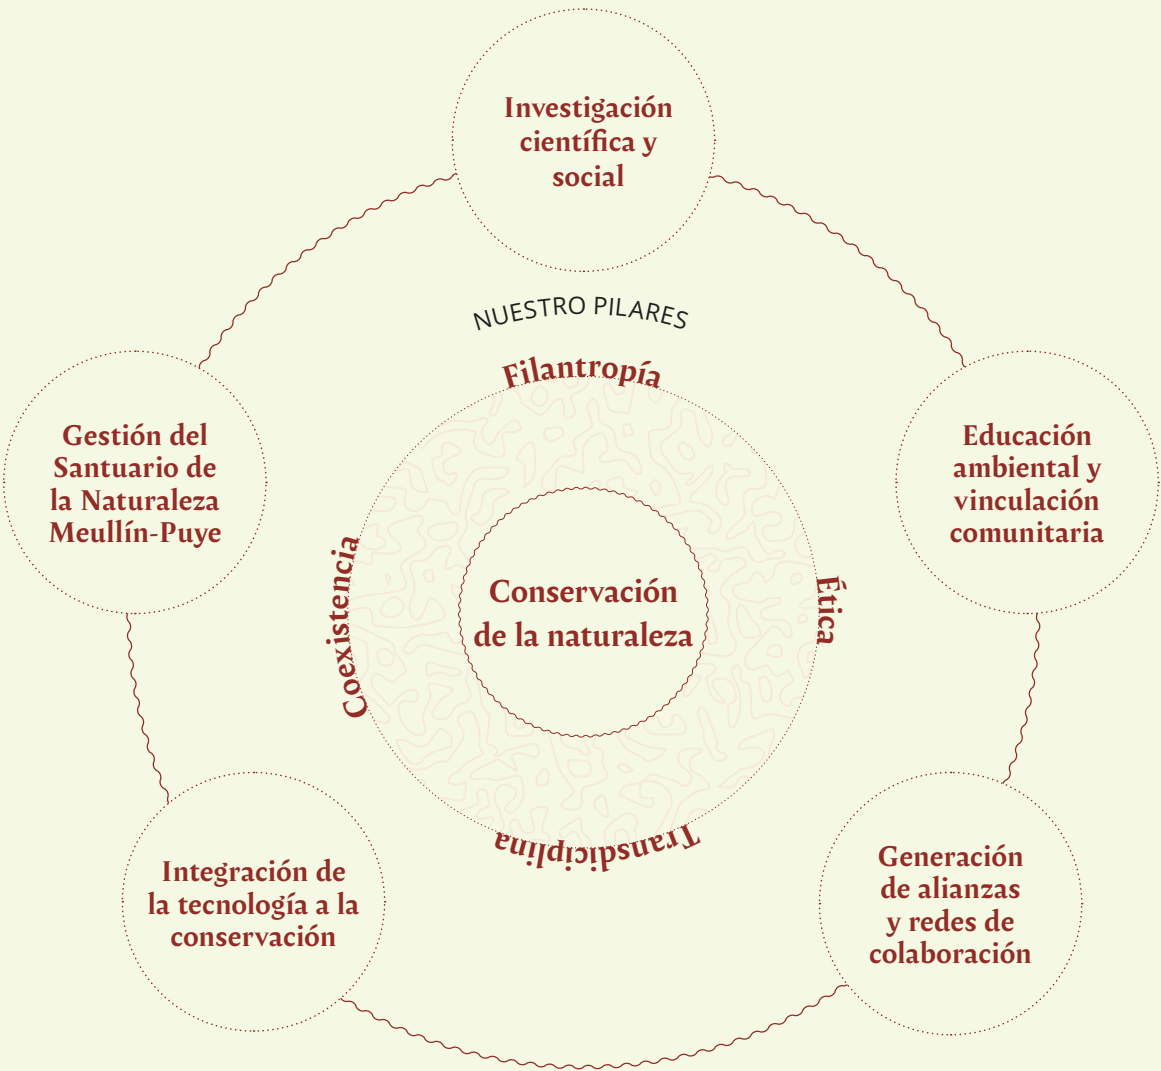 Investigación
científica y
social
NUESTRO PILARES
Filantropía
Gestión del
Santuario de
la Naturaleza
Meullín-Puye
Educación
ambiental y
vinculación
comunitaria
Coexistencia
Conservación
de la naturaleza
Ética
Transdiciplina
Integración de
la tecnología a la
conservación
Generación
de alianzas
y redes de
colaboración